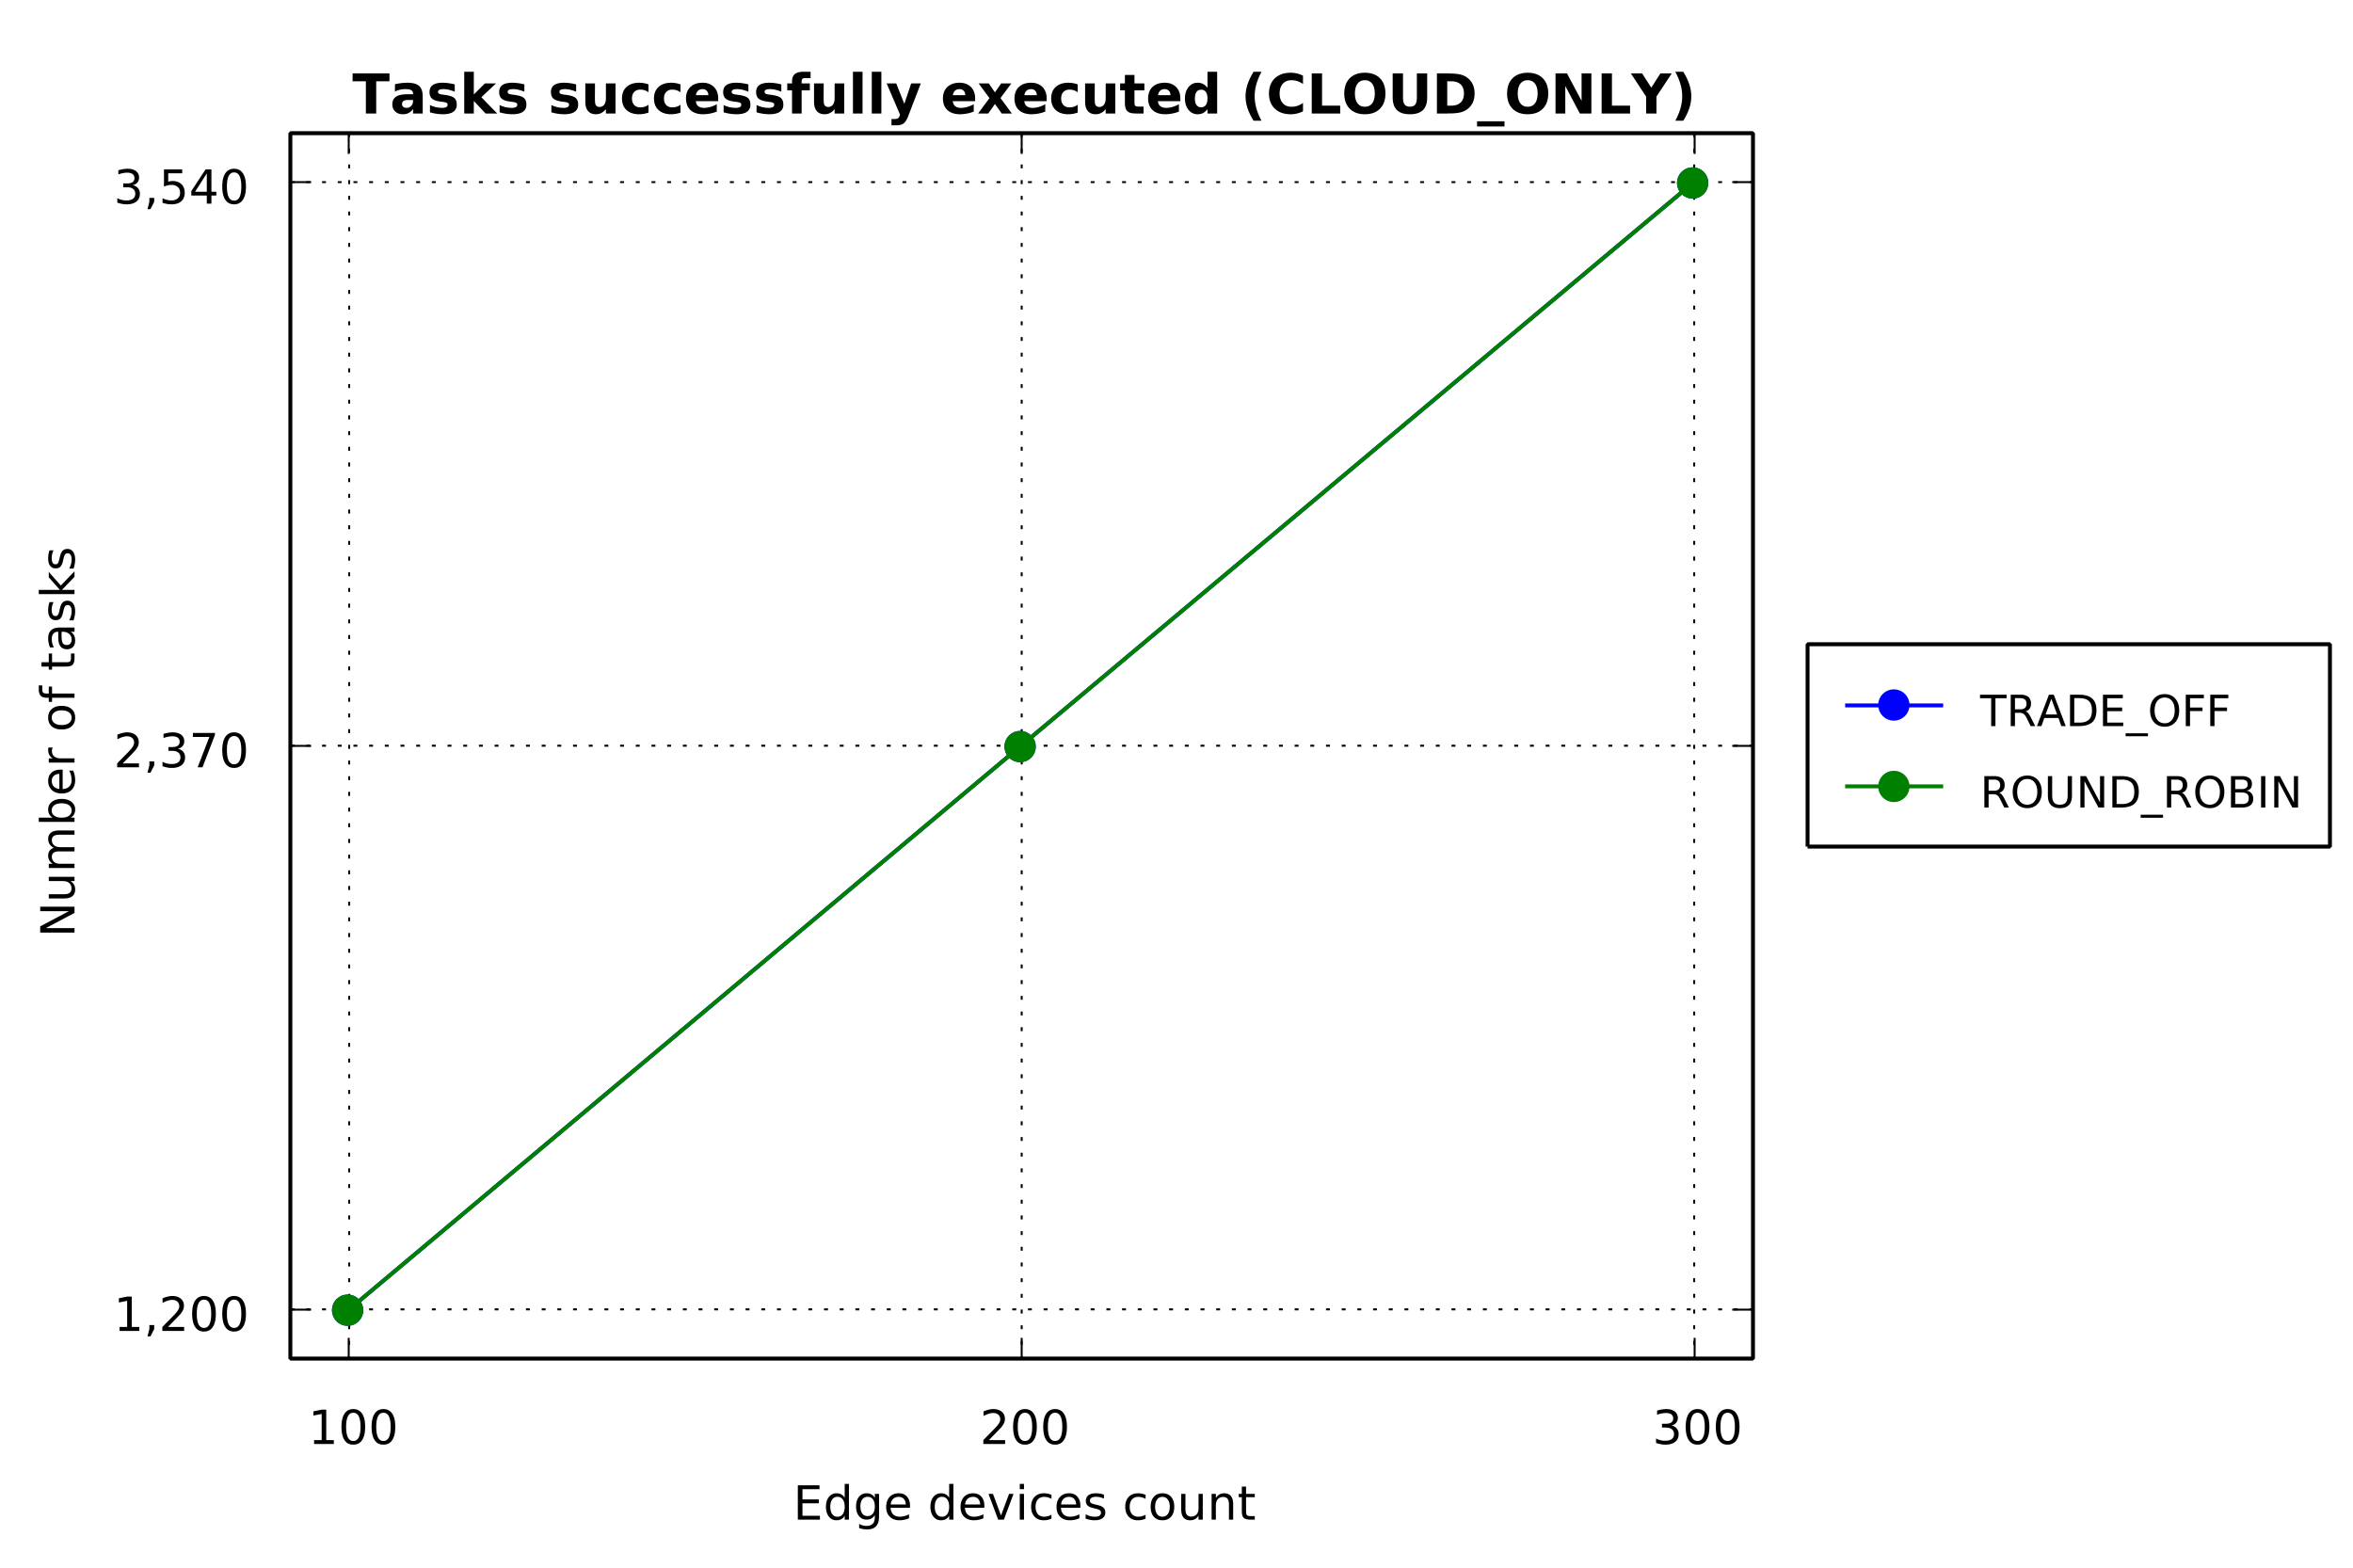 Tasks successfully executed (CLOUD_ONLY)
3,540
2,370
1,200
Number of tasks
100
200
300
Edge devices count
TRADE_OFF
ROUND_ROBIN